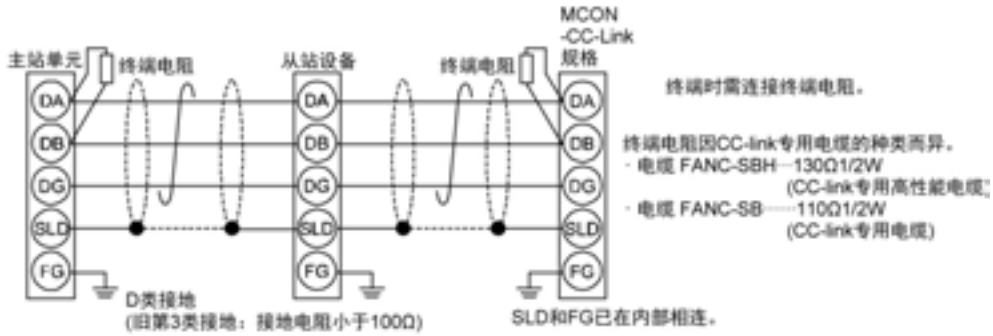 MCON
-CC-Link
规格
主站单元
终端电阻
从站设备
终端电阻
DA
DA
DA
DB
DB
DB
DG
DG
DG
SLD
SLD
SLD
FG
FG
FG
终端时需连接终端电阻。
终端电阻因CC-link专用电缆的种类而异。
·电缆 FANC-SBH…130Ω1/2W
(CC-link专用高性能电缆)
·电缆 FANC-SB……110Ω1/2W
(CC-link专用电缆)
D类接地
(旧第3类接地：接地电阻小于100Ω)
SLD和FG已在内部相连。